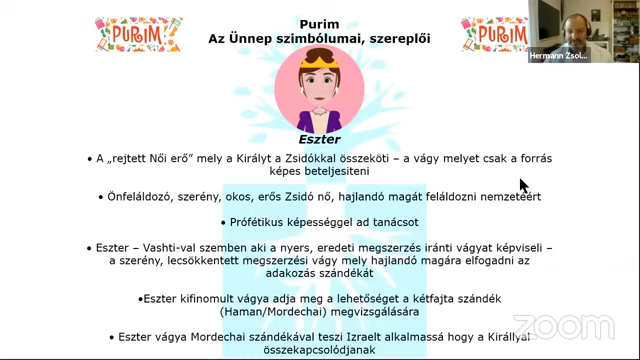 Purim
Az Ünnep szimbólumai, szereplői
PURIM
PURIM
Hermann Zsol...
Eszter
• A „rejtett Női erő” mely a Királyt a Zsidókkal összeköti – a vágy melyet csak a forrás
képes beteljesiteni
• Önfeláldozó, szerény, okos, erős Zsidó nő, hajlandó magát feláldozni nemzetéért
• Prófétikus képességgel ad tanácsot
• Eszter – Vashti-val szemben aki a nyers, eredeti megszerzés iránti vágyat képviseli –
a szerény, lecsökkentett megszerzési vágy mely hajlandó magára elfogadni az
adakozás szándékát
•Eszter kifinomult vágya adja meg a lehetőséget a kétfajta szándék
(Haman/Mordechai) megvizsgálására
• Eszter vágya Mordechai szándékával teszi Izraelt alkalmassá hogy a Királlyal
összekapcsolódjanak
zoom